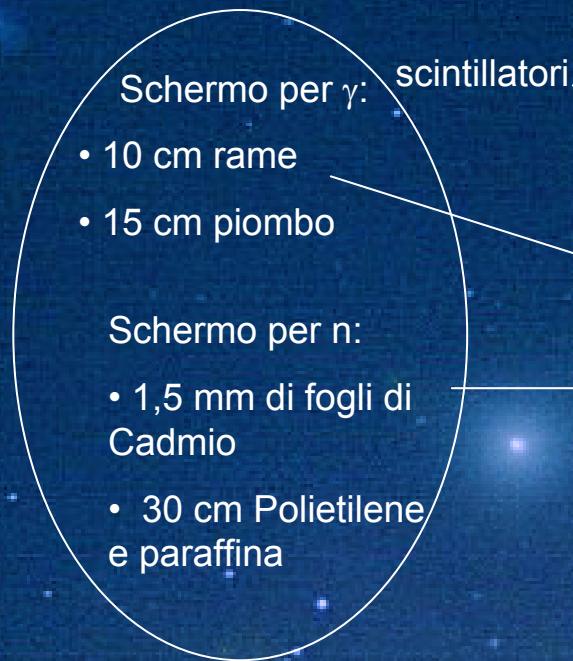 Schermo per γ:
scintillatori,
• 10 cm rame
• 15 cm piombo
Schermo per n:
• 1,5 mm di fogli di
Cadmio
• 30 cm Polietilene
e paraffina